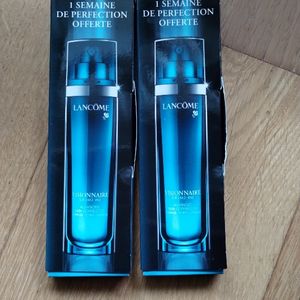 1 SEMAINE
DE PERFECTION
OFFERTE
LANCÔME
VISIONNAIRE
1 SEMAINE
DE PERFECTION
OFFERTE
LANCÔME
VISIONNAIRE